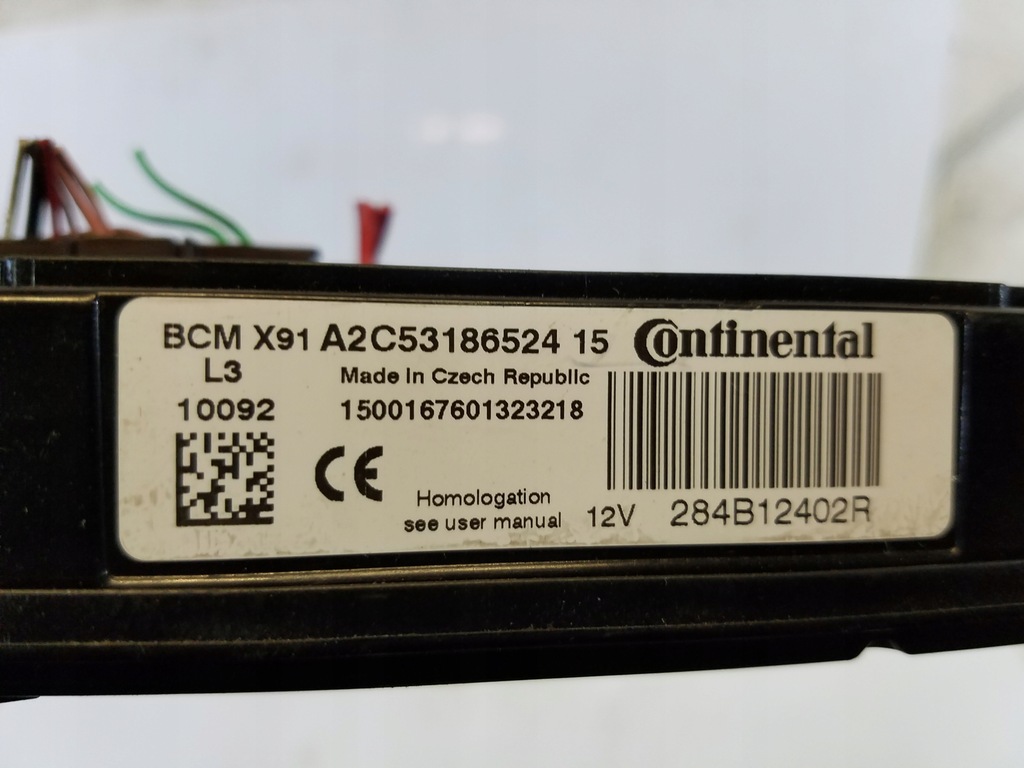 BCM X91 A2C53186524 15 Continental
L3 Made In Czech Republic
10092 1500167601323218
CE
Homologation
see user manual 12V 284B12402R